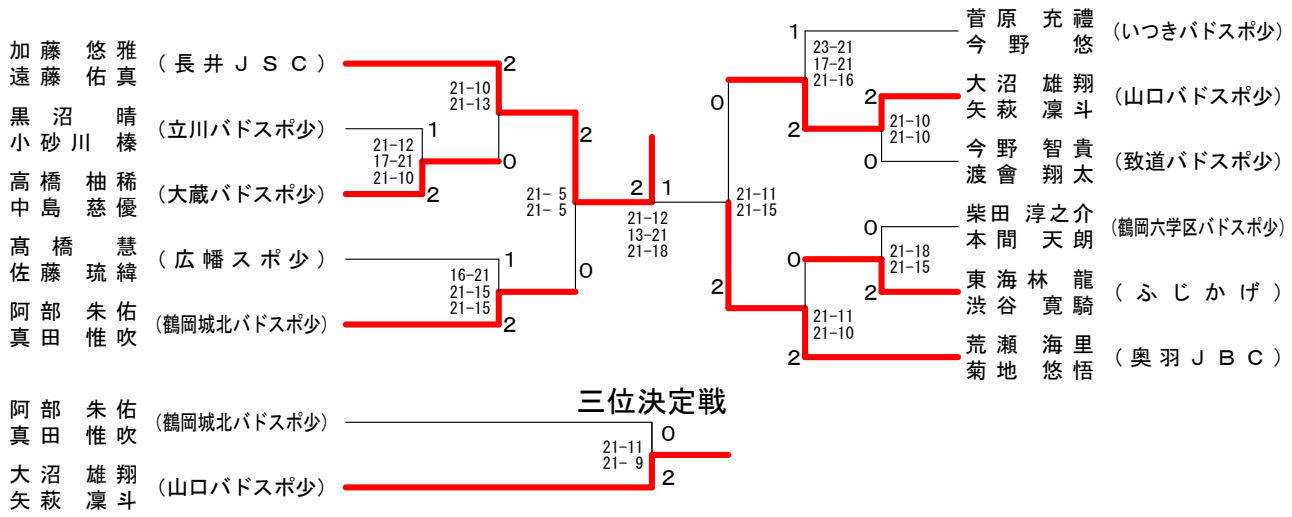 加藤 悠雅
遠藤 佑真
(長井JSC)
2
21-10
21-13
黒沼 晴
小砂川 榛
(立川バドスポ少)
1
21-12
17-21
21-10
0
高橋 柚稀
中島 慈優
(大蔵バドスポ少)
2
2
21- 5
21- 5
髙橋 慧
佐藤 琉緯
(広幡スポ少)
1
16-21
21-15
21-15
0
阿部 朱佑
真田 惟吹
(鶴岡城北バドスポ少)
2
2
1
21-12
13-21
21-18
菅原 充禮
今野 悠
(いつきバドスポ少)
1
23-21
17-21
21-16
0
大沼 雄翔
矢萩 凜斗
(山口バドスポ少)
2
2
21-10
21-10
今野 智貴
渡會 翔太
(致道バドスポ少)
0
21-11
21-15
柴田 淳之介
本間 天朗
(鶴岡六学区バドスポ少)
0
21-18
21-15
0
東海林 龍
渋谷 寛騎
(ふじかげ)
2
2
21-11
21-10
荒瀬 海里
菊地 悠悟
(奥羽JBC)
2
三位決定戦
阿部 朱佑
真田 惟吹
(鶴岡城北バドスポ少)
0
21-11
21- 9
大沼 雄翔
矢萩 凜斗
(山口バドスポ少)
2